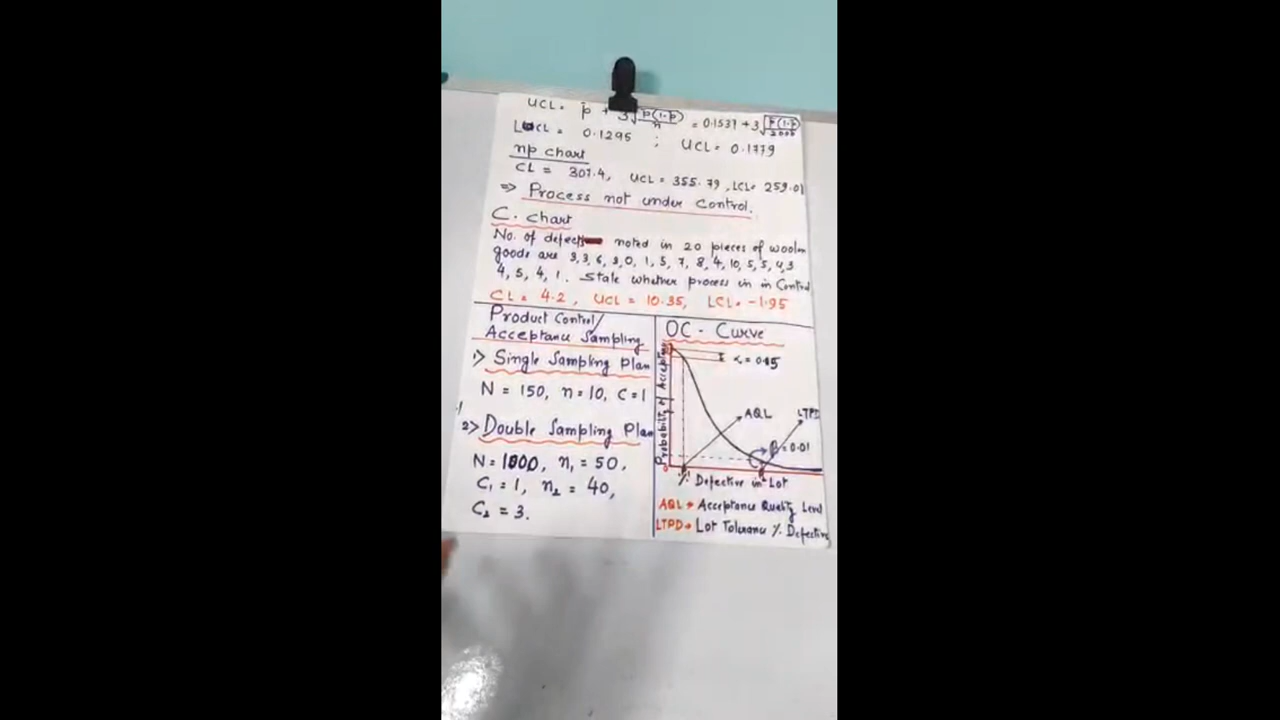 UCL = p̄ + 3√p(1-p)/n = 0.1537 + 3√p(1-p)/2000
LCL = 0.1295 ; UCL = 0.1779
np chart
CL = 307.4, UCL = 355.79, LCL = 259.01
⇒ Process not under Control.
C. chart
No. of defects noted in 20 pieces of woolen
goods are 3, 6, 0, 1, 5, 7, 8, 4, 10, 5, 5, 4, 3
4, 5, 4, 1. State whether process in in Control
CL = 4.2, UCL = 10.35, LCL = -1.95
Product Control/
Acceptance Sampling
1> Single Sampling Plan
N = 150, n = 10, C = 1
2> Double Sampling Plan
N = 1000, n₁ = 50,
C₁ = 1, n₂ = 40,
C₂ = 3.
OC - Curve
Probability of Acceptance
α = 0.05
AQL
LTPD
β = 0.01
% Defective in Lot
AQL → Acceptance Quality Level
LTPD → Lot Tolerance % Defective